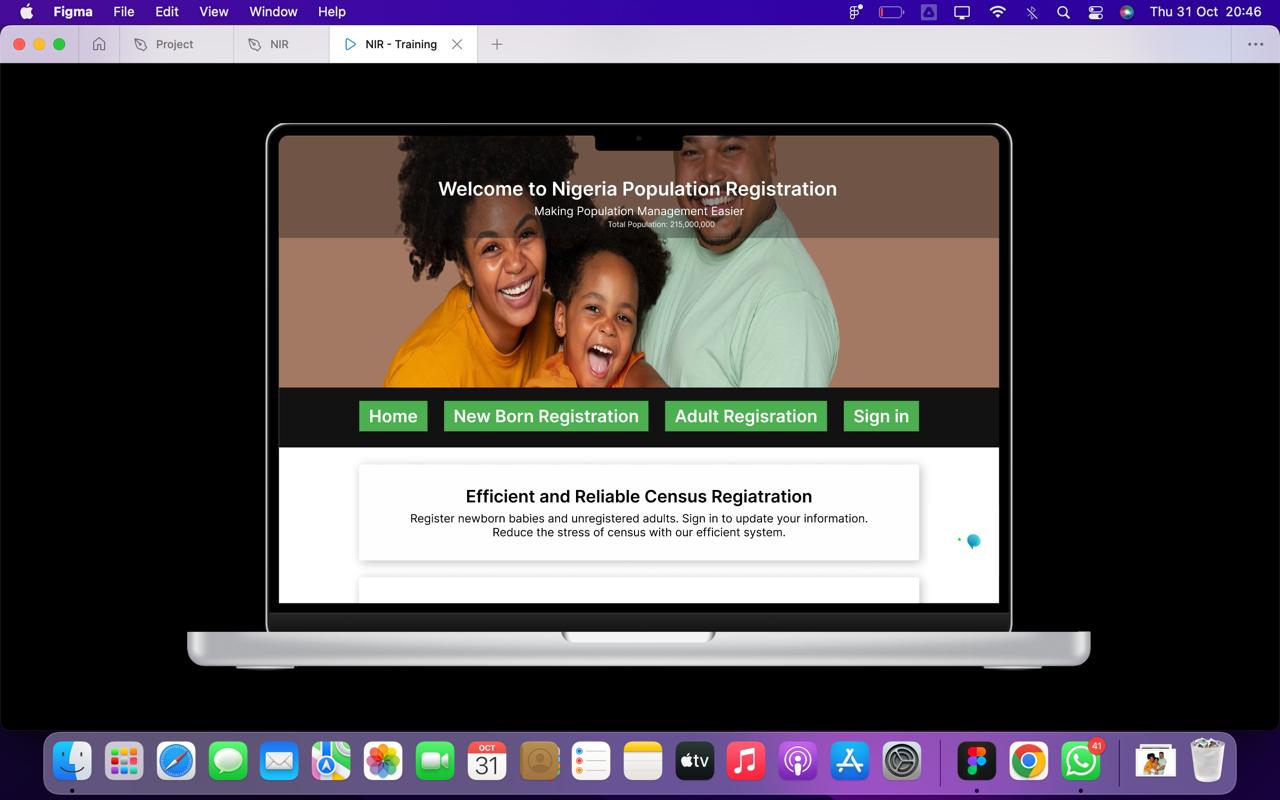 Figma File Edit View Window Help Thu 31 Oct 20:46
Project NIR NIR - Training
Welcome to Nigeria Population Registration
Making Population Management Easier
Total Population: 215,000,000
Home New Born Registration Adult Regisration Sign in
Efficient and Reliable Census Regiatration
Register newborn babies and unregistered adults. Sign in to update your information.
Reduce the stress of census with our efficient system.
OCT
31
tv
41